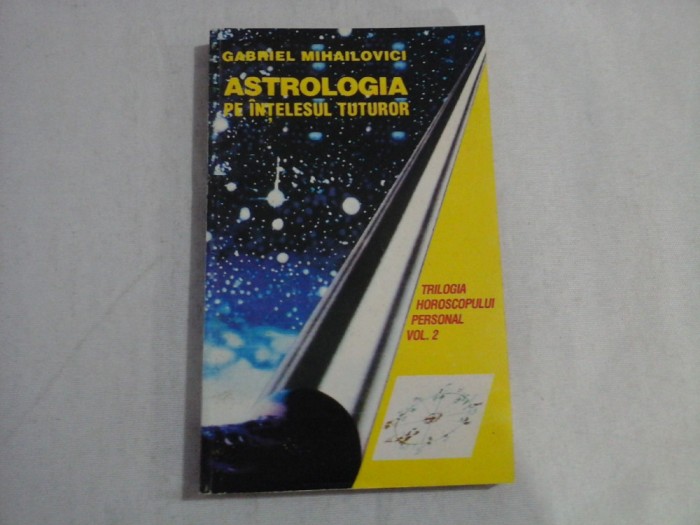 GABRIEL MIHAILOVICI
ASTROLOGIA
PE ÎNȚELESUL TUTUROR
TRILOGIA
HOROSCOPULUI
PERSONAL
VOL. 2